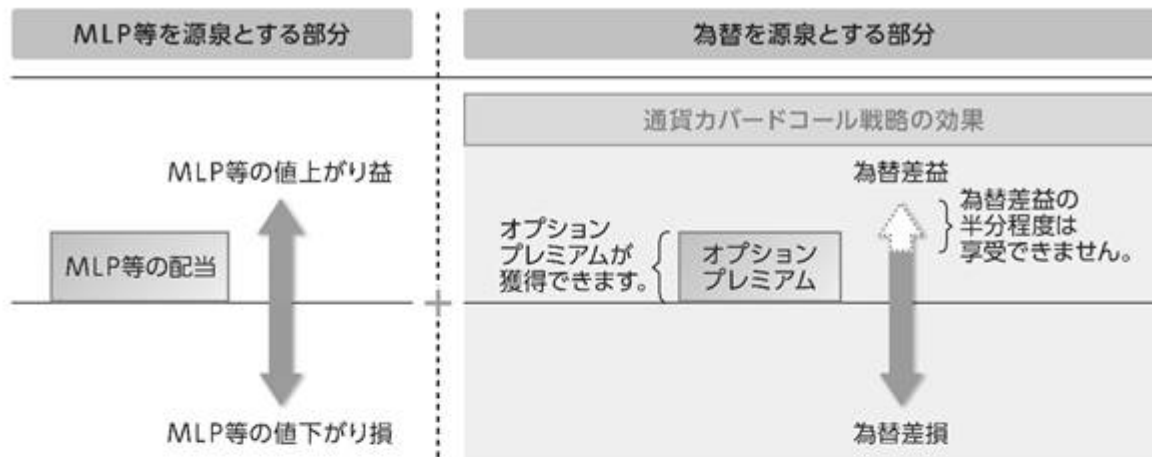 MLP等を源泉とする部分
為替を源泉とする部分
通貨カバードコール戦略の効果
MLP等の値上がり益
MLP等の配当
MLP等の値下がり損
為替差益
為替差益の
半分程度は
享受できません。
オプション
プレミアムが
獲得できます。
オプション
プレミアム
為替差損